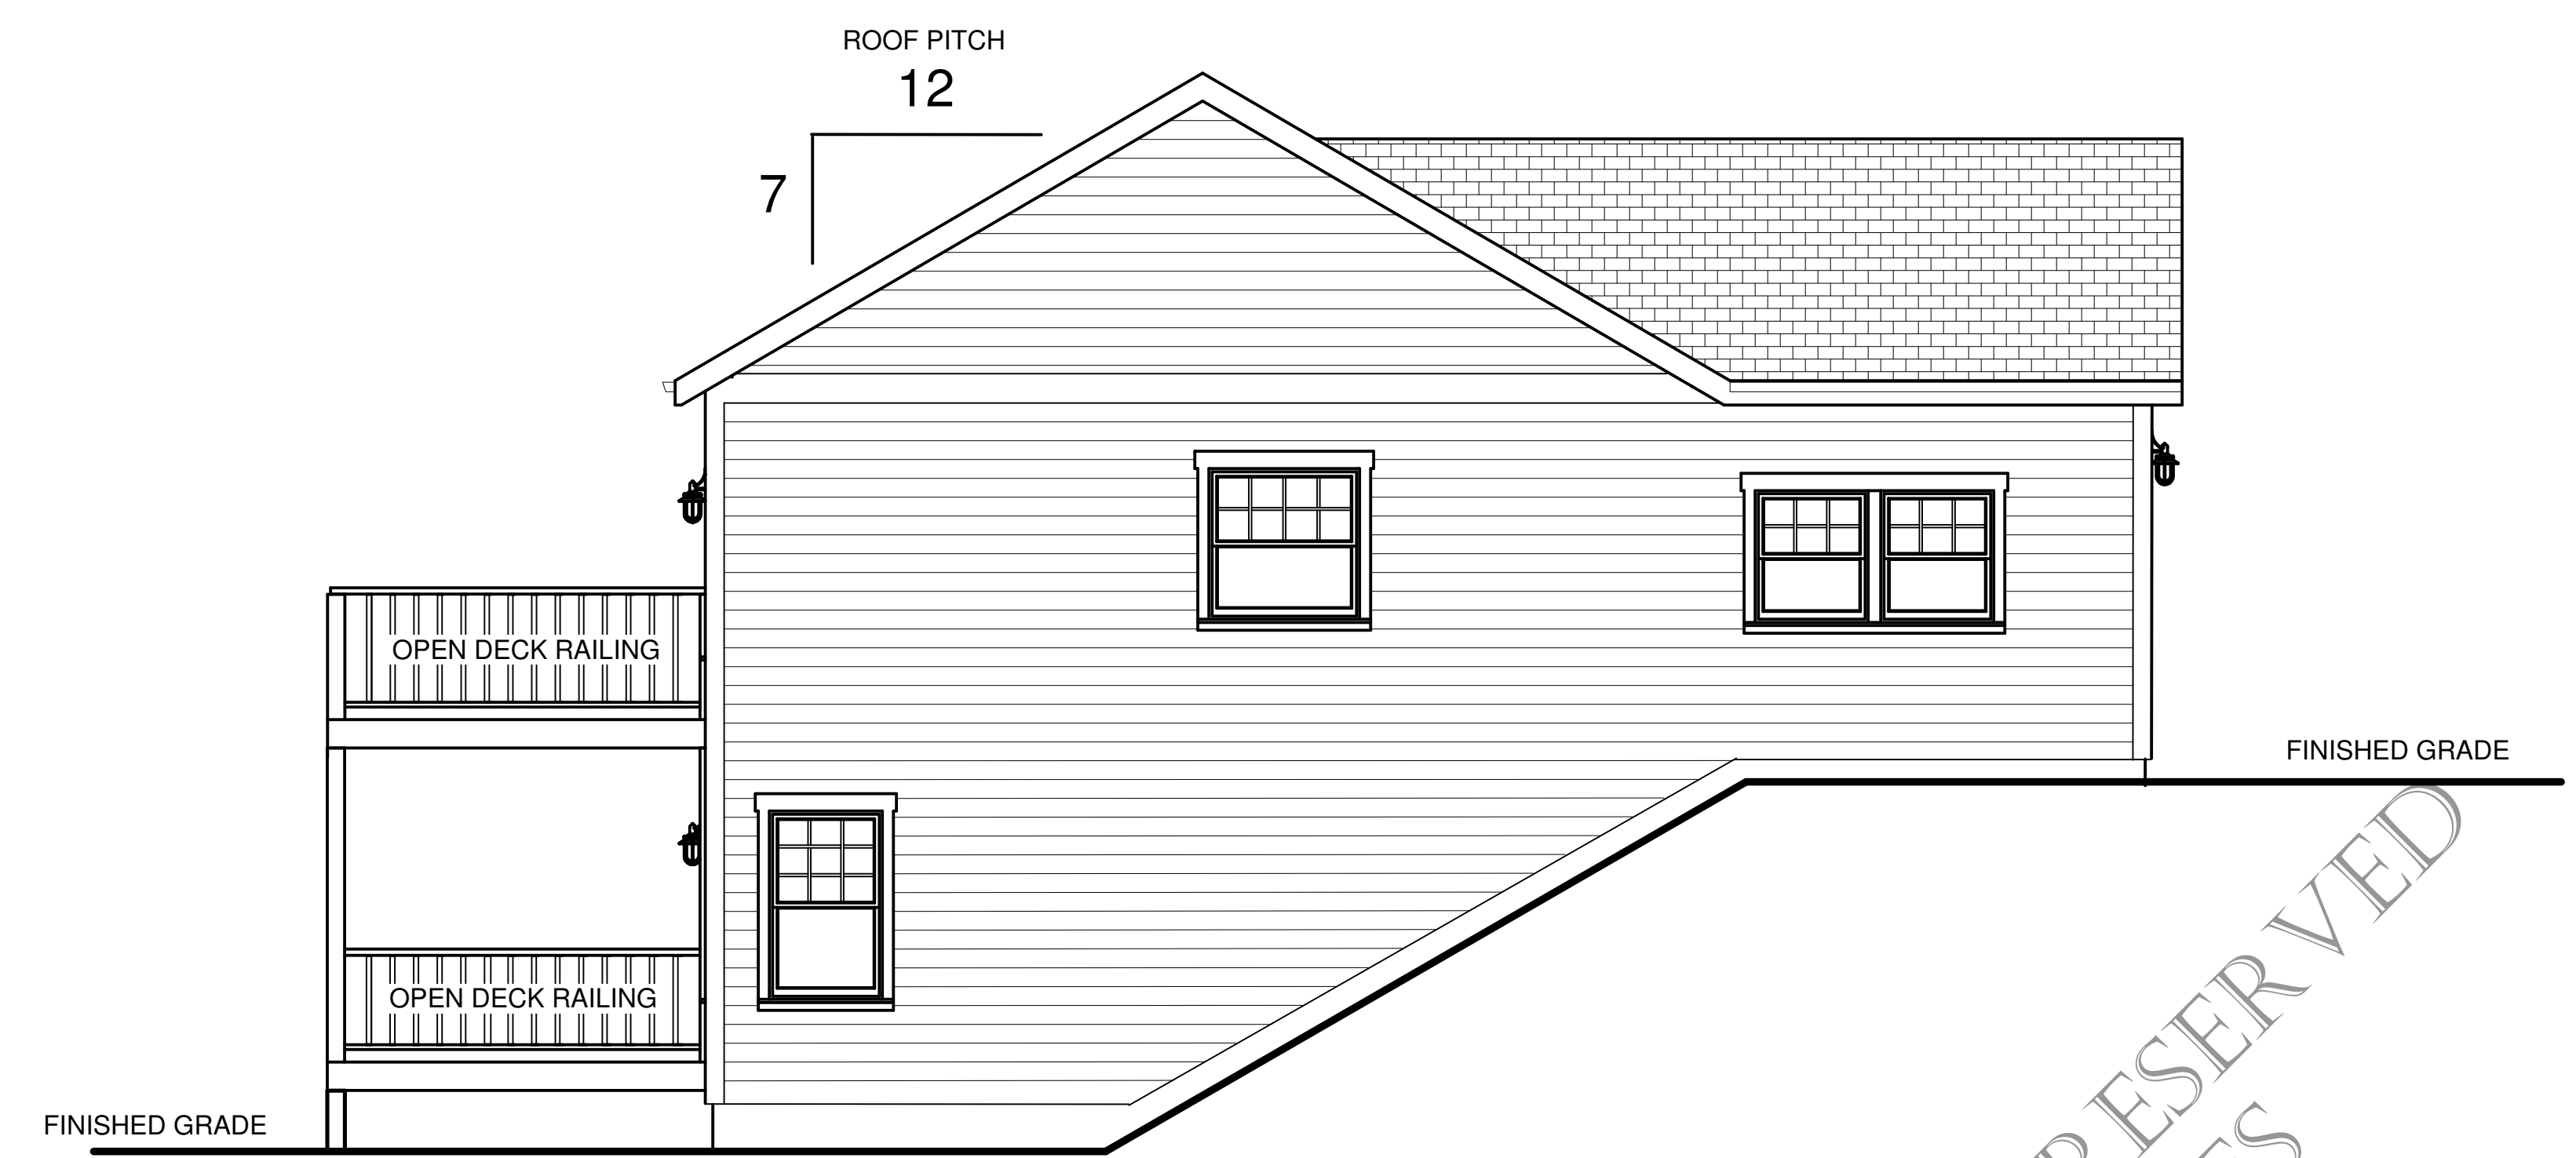 ROOF PITCH
12
7
OPEN DECK RAILING
FINISHED GRADE
OPEN DECK RAILING
FINISHED GRADE
RESERVED